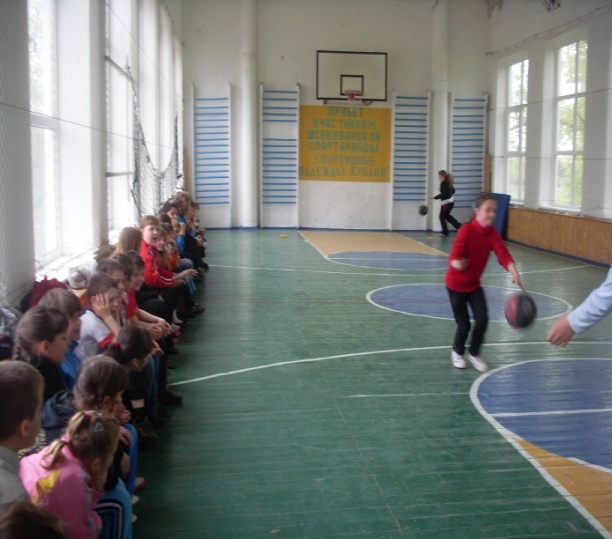 ПРИВЕТ
УЧАСТНИКАМ
ВСЕКУБАНСКОЙ
СПАРТАКИАДЫ
„СПОРТИВНЫЕ
НАДЕЖДЫ КУБАНИ"